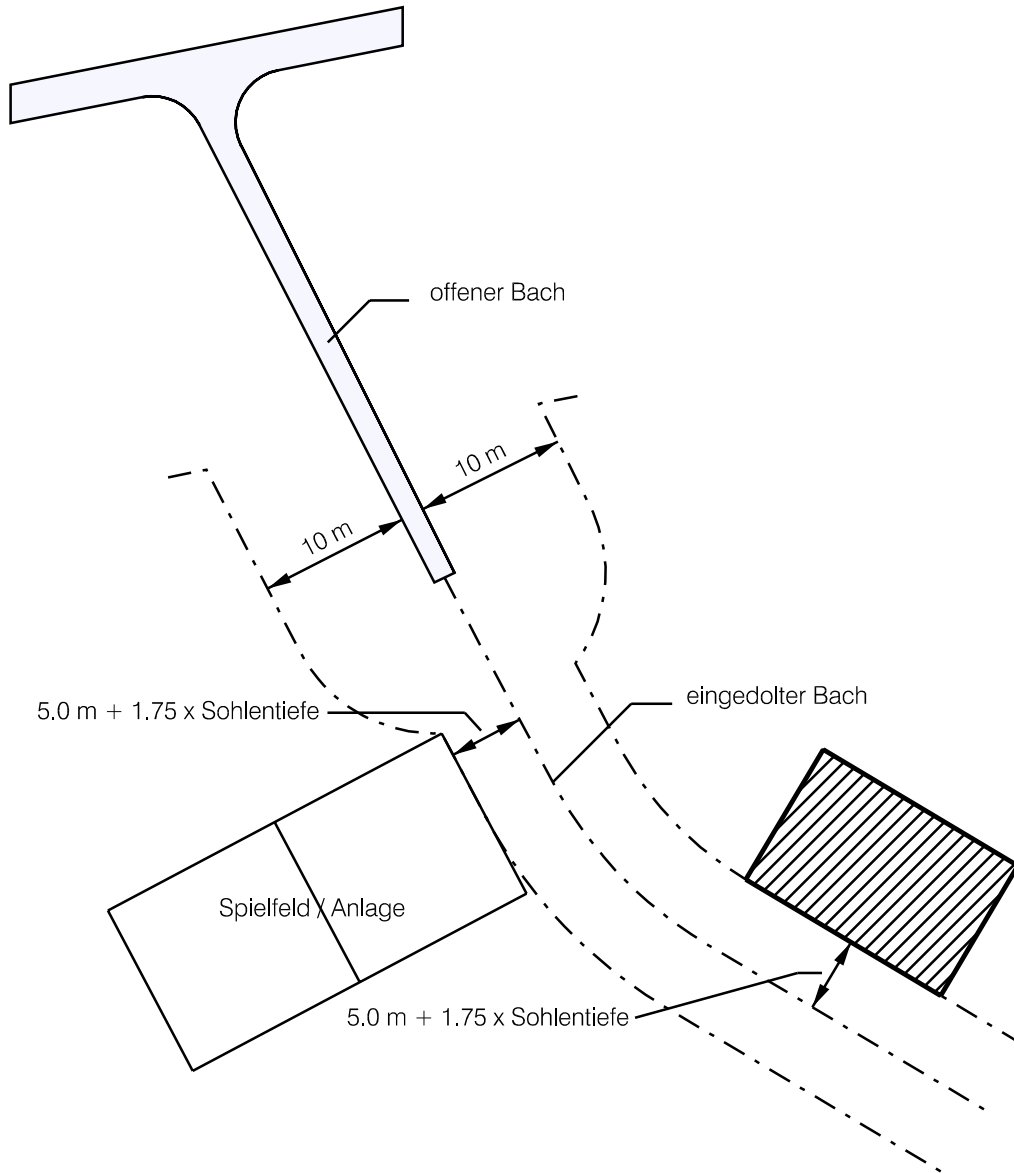 offener Bach
10 m
10 m
eingedolter Bach
5.0 m + 1.75 x Sohlentiefe
Spielfeld / Anlage
5.0 m + 1.75 x Sohlentiefe